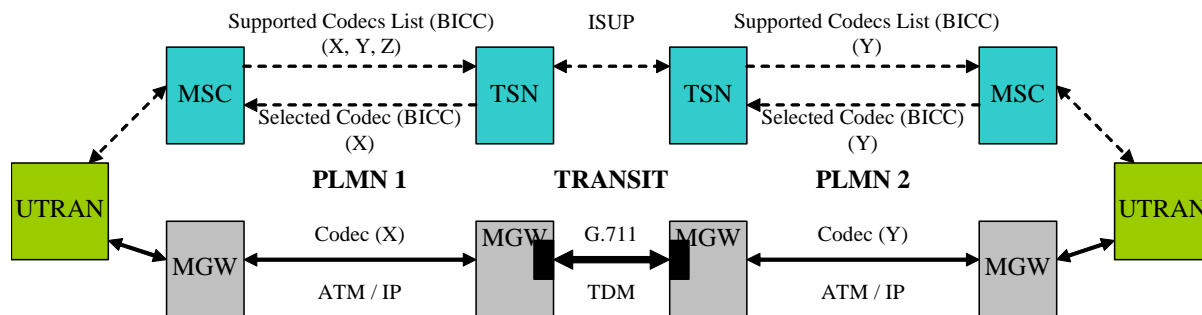 Supported Codecs List (BICC)
(X, Y, Z)
ISUP
Supported Codecs List (BICC)
(Y)
MSC
TSN
TSN
MSC
Selected Codec (BICC)
(X)
Selected Codec (BICC)
(Y)
PLMN 1
TRANSIT
PLMN 2
UTRAN
UTRAN
MGW
Codec (X)
ATM / IP
MGW
G.711
TDM
MGW
Codec (Y)
ATM / IP
MGW